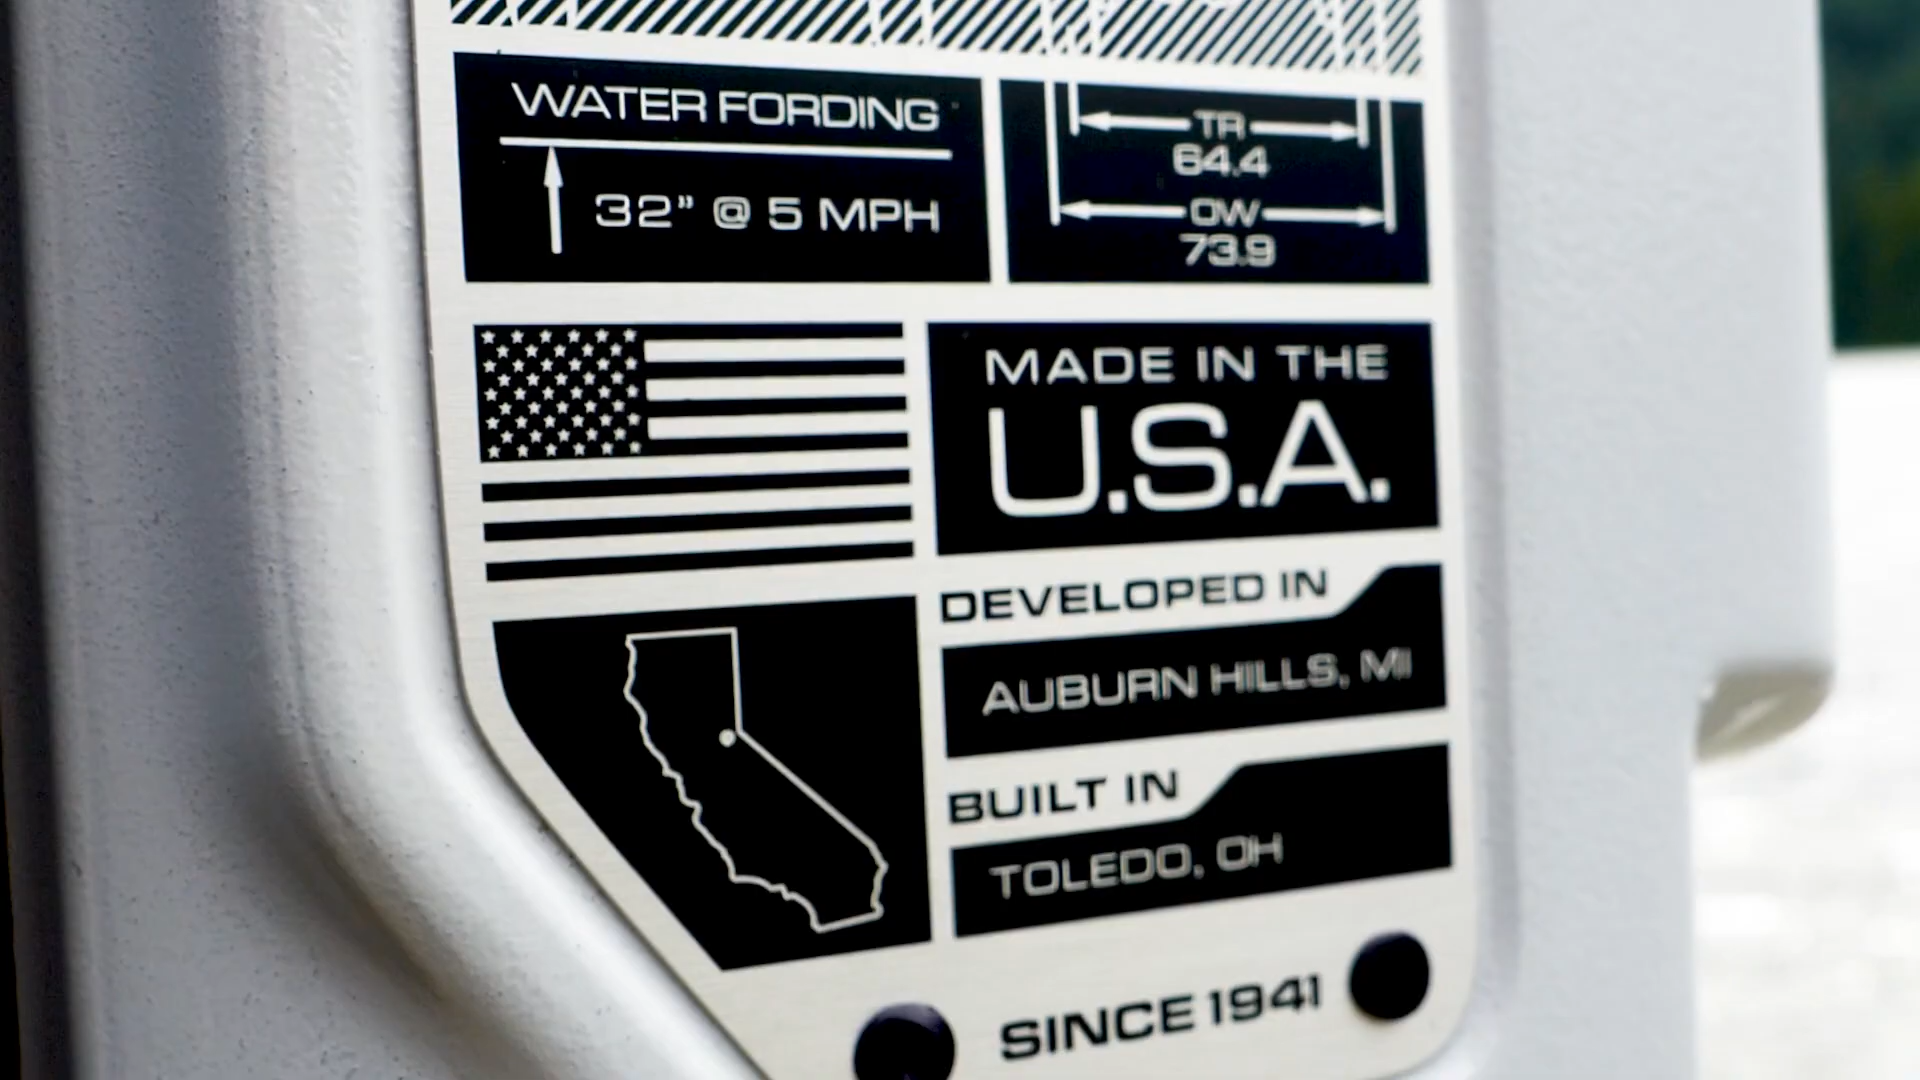 WATER FORDING
32” @ 5 MPH
TR
64.4
OW
73.9
MADE IN THE
U.S.A.
DEVELOPED IN
AUBURN HILLS, MI
BUILT IN
TOLEDO, OH
SINCE 1941